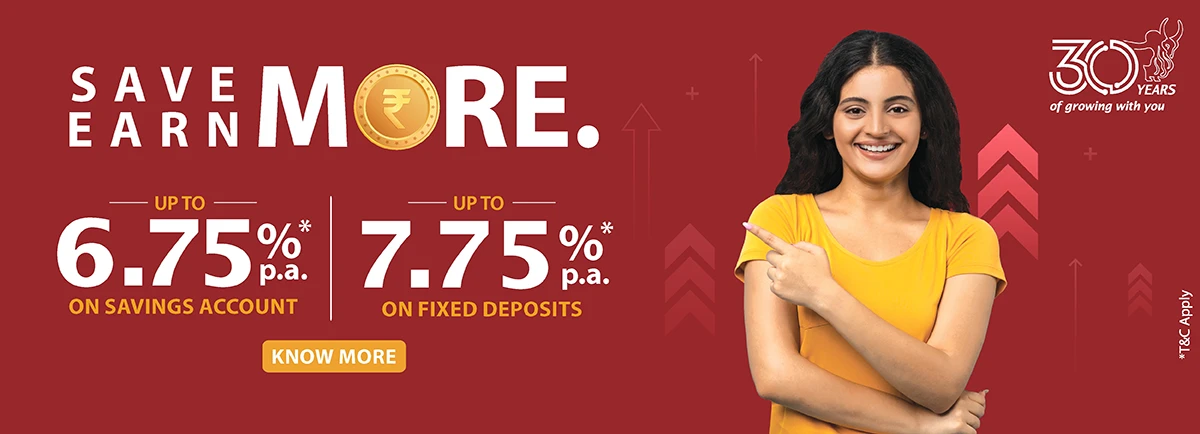 SAVE
EARN
MORE.
UP TO
6.75%*
p.a.
ON SAVINGS ACCOUNT
UP TO
7.75%*
p.a.
ON FIXED DEPOSITS
KNOW MORE
30 YEARS
of growing with you
*T&C Apply